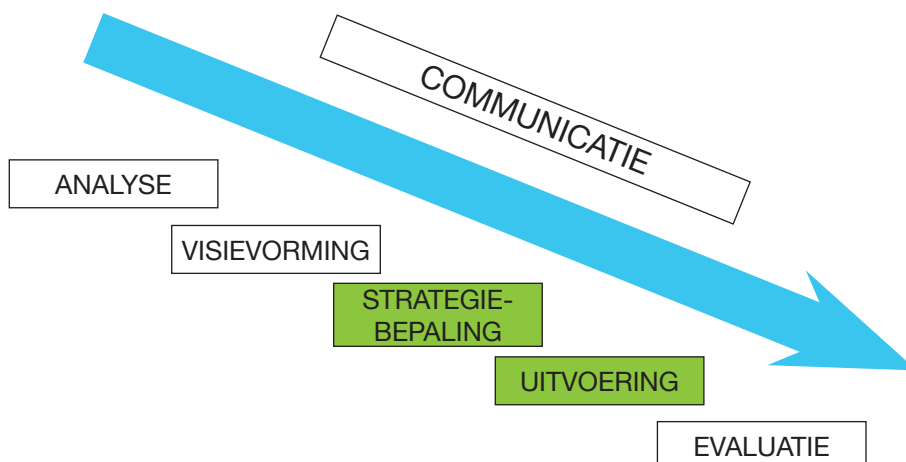 COMMUNICATIE
ANALYSE
VISIEVORMING
STRATEGIE-
BEPALING
UITVOERING
EVALUATIE